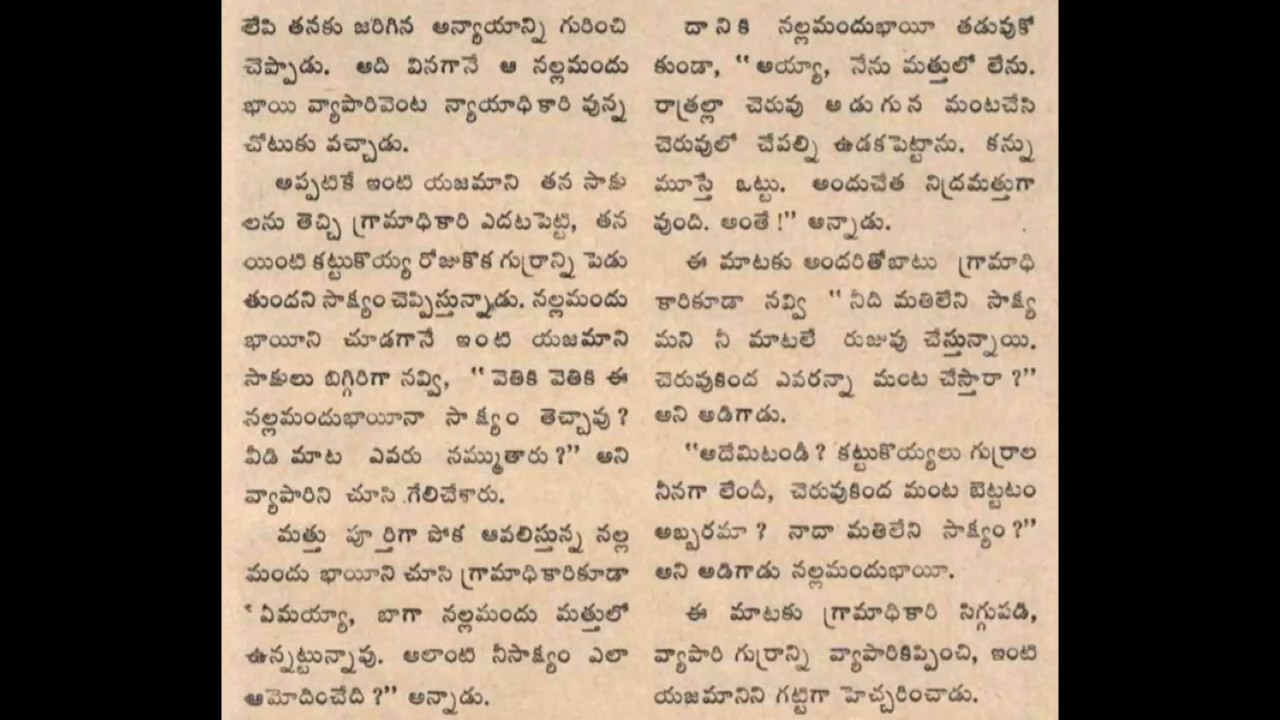 లేపి తనకు జరిగిన అన్యాయాన్ని గురించి
చెప్పాడు. అది వినగానే ఆ నల్లమందు
భాయి వ్యాపారివెంట న్యాయాధికారి వున్న
చోటుకు వచ్చాడు.
అప్పటికే ఇంటి యజమాని తన సాక్షు
లను తెచ్చి గ్రామాధికారి ఎదటపెట్టి, తన
యింటి కట్టుకొయ్య రోజుకొక గుర్రాన్ని పెడు
తుందని సాక్ష్యం చెప్పిస్తున్నాడు. నల్లమందు
భాయీని చూడగానే ఇంటి యజమాని
సాక్షులు బిగ్గిరిగా నవ్వి, "వెతికి వెతికి ఈ
నల్లమందుభాయీనా సాక్ష్యం తెచ్చావు?
వీడి మాట ఎవరు నమ్ముతారు?" అని
వ్యాపారిని చూసి గేలిచేశారు.
మత్తు పూర్తిగా పోక ఆవలిస్తున్న నల్ల
మందు భాయీని చూసి గ్రామాధికారికూడా
"ఏమయ్యా, బాగా నల్లమందు మత్తులో
ఉన్నట్టున్నావు. ఆలాంటి నీసాక్ష్యం ఎలా
ఆమోదించేది?" అన్నాడు.
దానికి నల్లమందుభాయీ తడువుకో
కుండా, "అయ్యా, నేను మత్తులో లేను.
రాత్రల్లా చెరువు అడుగున మంటచేసి
చెరువులో చేపల్ని ఉడకపెట్టాను. కన్ను
మూస్తే ఒట్టు. అందుచేత నిద్రమత్తుగా
వుంది. అంతే!" అన్నాడు.
ఈ మాటకు అందరితోబాటు గ్రామాధి
కారికూడా నవ్వి "నీది మతిలేని సాక్ష్య
మని నీ మాటలే రుజువు చేస్తున్నాయి.
చెరువుకింద ఎవరన్నా మంట చేస్తారా?"
అని అడిగాడు.
"అదేమిటండీ? కట్టుకొయ్యలు గుర్రాల
నీనగా లేందీ, చెరువుకింద మంట బెట్టటం
అబ్బరమా? నాదా మతిలేని సాక్ష్యం?"
అని అడిగాడు నల్లమందుభాయీ.
ఈ మాటకు గ్రామాధికారి సిగ్గుపడి,
వ్యాపారి గుర్రాన్ని వ్యాపారికిప్పించి, ఇంటి
యజమానిని గట్టిగా హెచ్చరించాడు.